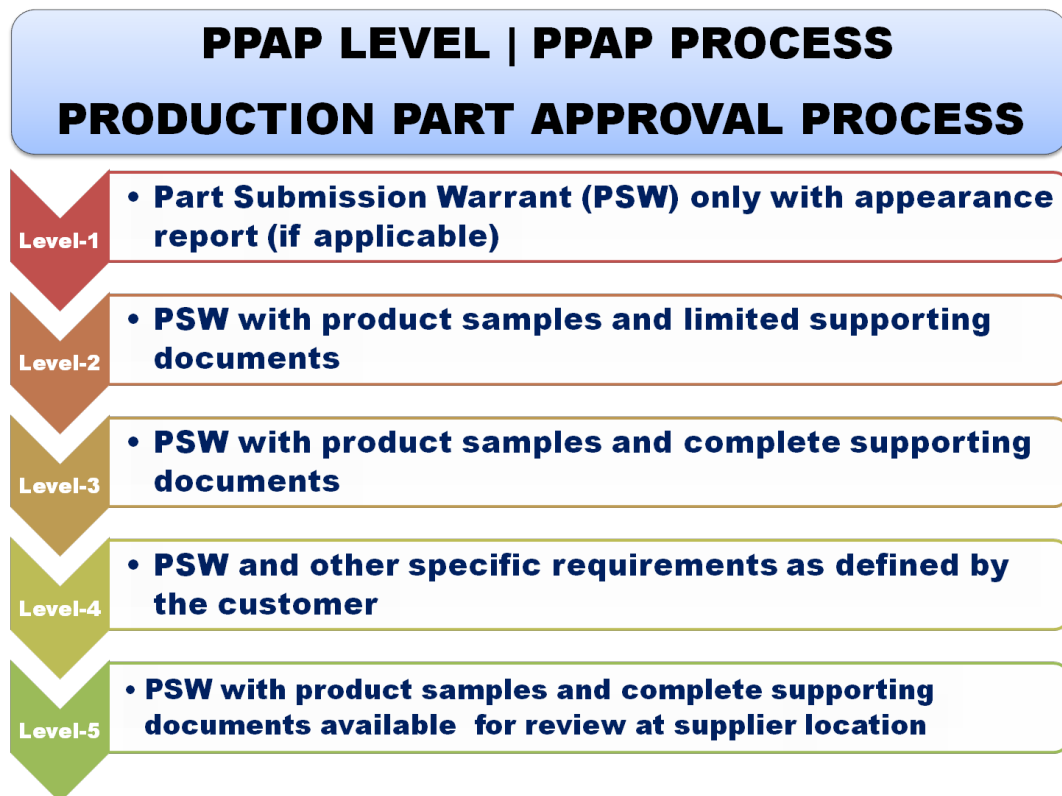 PPAP LEVEL | PPAP PROCESS
PRODUCTION PART APPROVAL PROCESS
Level-1
• Part Submission Warrant (PSW) only with appearance
report (if applicable)
Level-2
• PSW with product samples and limited supporting
documents
Level-3
• PSW with product samples and complete supporting
documents
Level-4
• PSW and other specific requirements as defined by
the customer
Level-5
• PSW with product samples and complete supporting
documents available  for review at supplier location